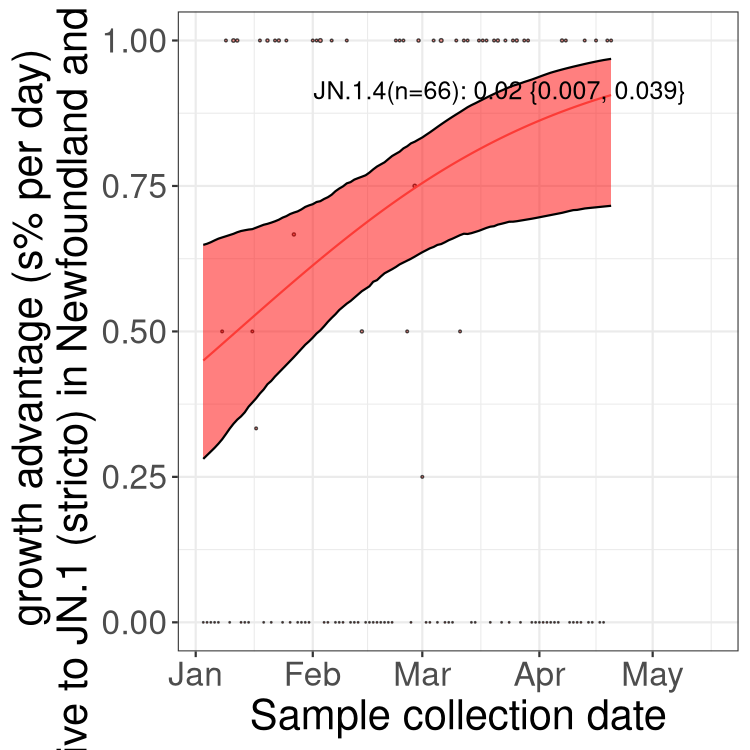 growth advantage (s% per day)
to JN.1 (stricto) in Newfoundland and
1.00
0.75
0.50
0.25
0.00
JN.1.4(n=66): 0.02 {0.007, 0.039}
Jan Feb Mar Apr May
Sample collection date